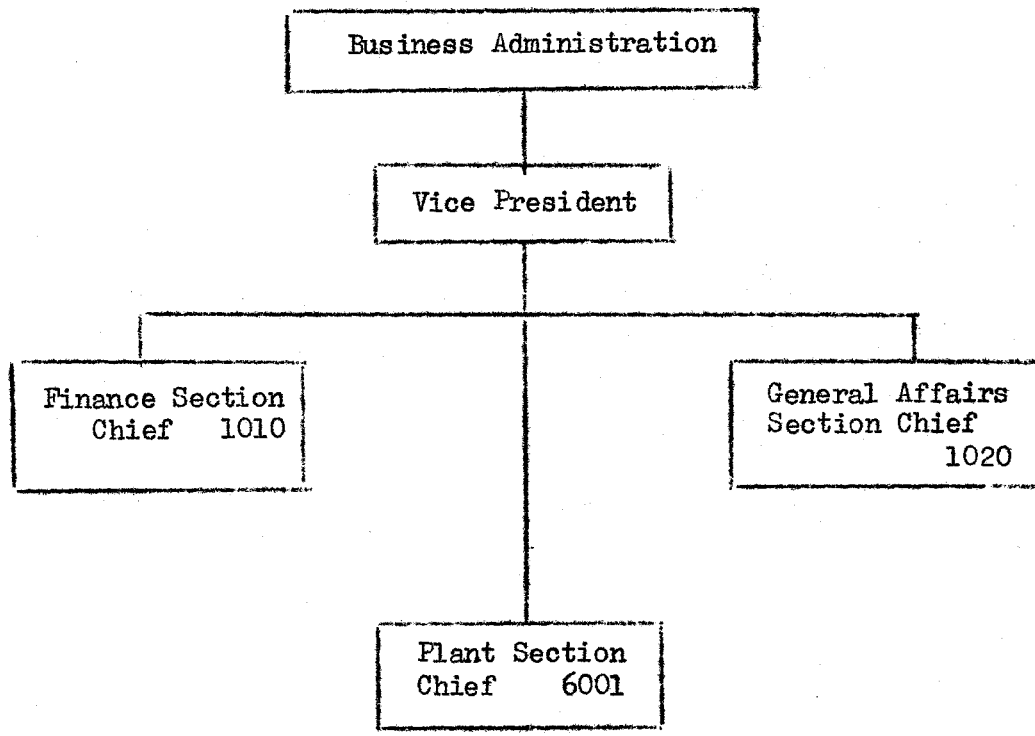 Business Administration
Vice President
Finance Section
Chief 1010
General Affairs
Section Chief
1020
Plant Section
Chief 6001